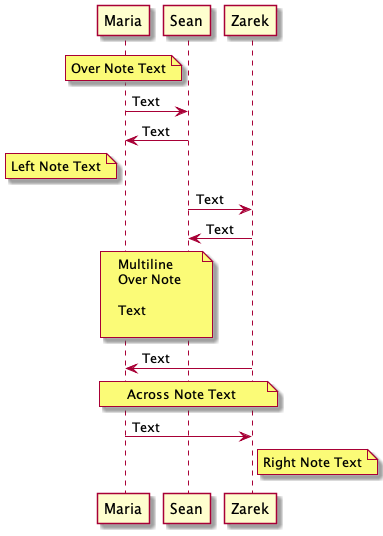 Maria Sean Zarek
Over Note Text
Text
Text
Left Note Text
Text
Text
Multiline
Over Note
Text
Text
Across Note Text
Text
Right Note Text
Maria Sean Zarek